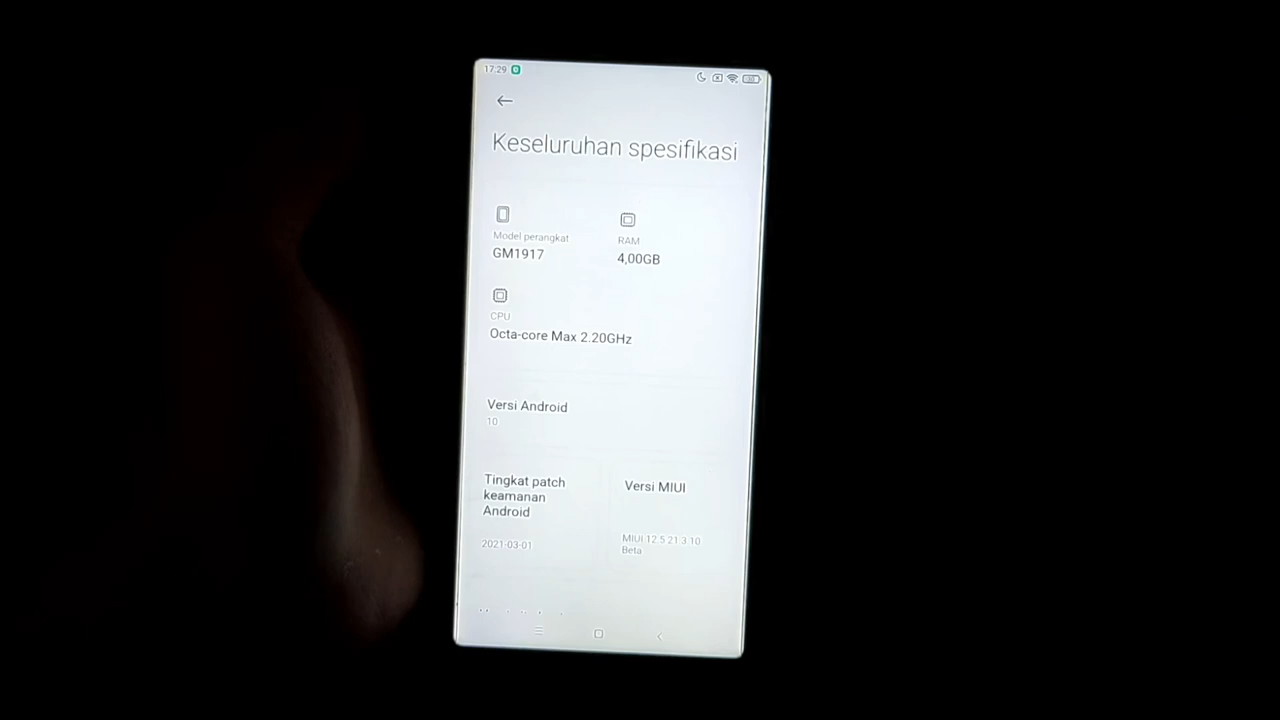 17:29
Keseluruhan spesifikasi
Model perangkat
GM1917
RAM
4,00GB
CPU
Octa-core Max 2.20GHz
Versi Android
10
Tingkat patch
keamanan
Android
2021-03-01
Versi MIUI
MIUI 12.5 21.3.10
Beta